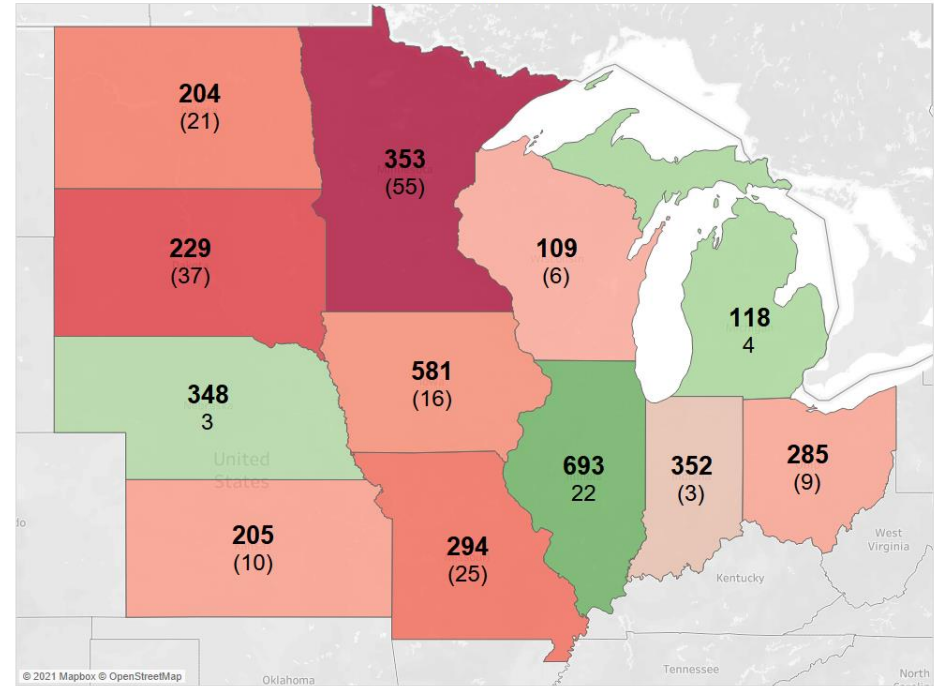 204
(21)
353
(55)
229
(37)
109
(6)
118
4
348
3
581
(16)
United
States
693
22
352
(3)
285
(9)
205
(10)
294
(25)
West
Virginia
Kentucky
Tennessee
North
Oklahoma
© 2021 Mapbox © OpenStreetMap